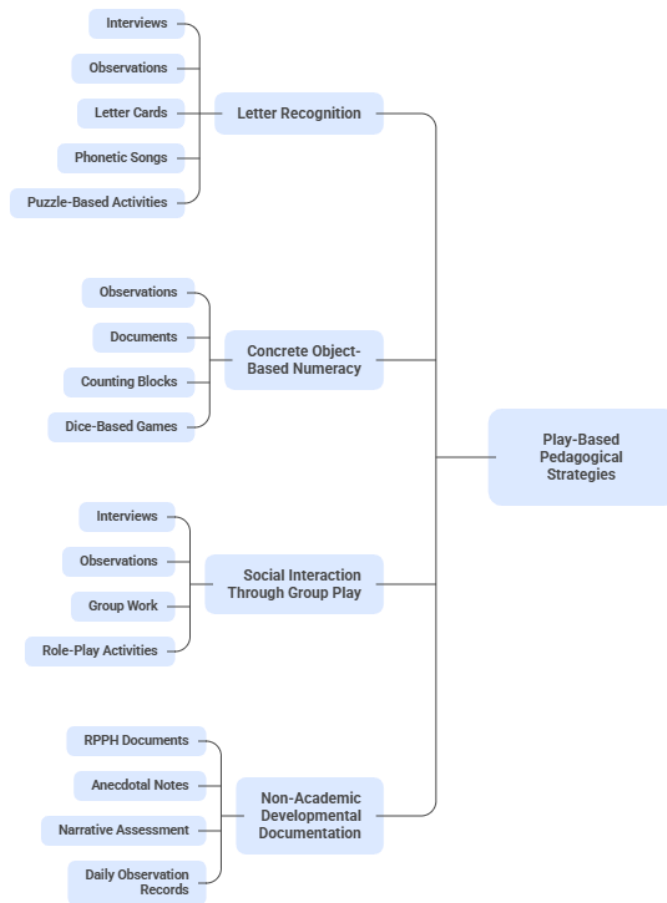 Interviews
Observations
Letter Cards
Phonetic Songs
Puzzle-Based Activities
Letter Recognition
Observations
Documents
Counting Blocks
Dice-Based Games
Concrete Object-
Based Numeracy
Interviews
Observations
Group Work
Role-Play Activities
Social Interaction
Through Group Play
RPPH Documents
Anecdotal Notes
Narrative Assessment
Daily Observation
Records
Non-Academic
Developmental
Documentation
Play-Based
Pedagogical
Strategies